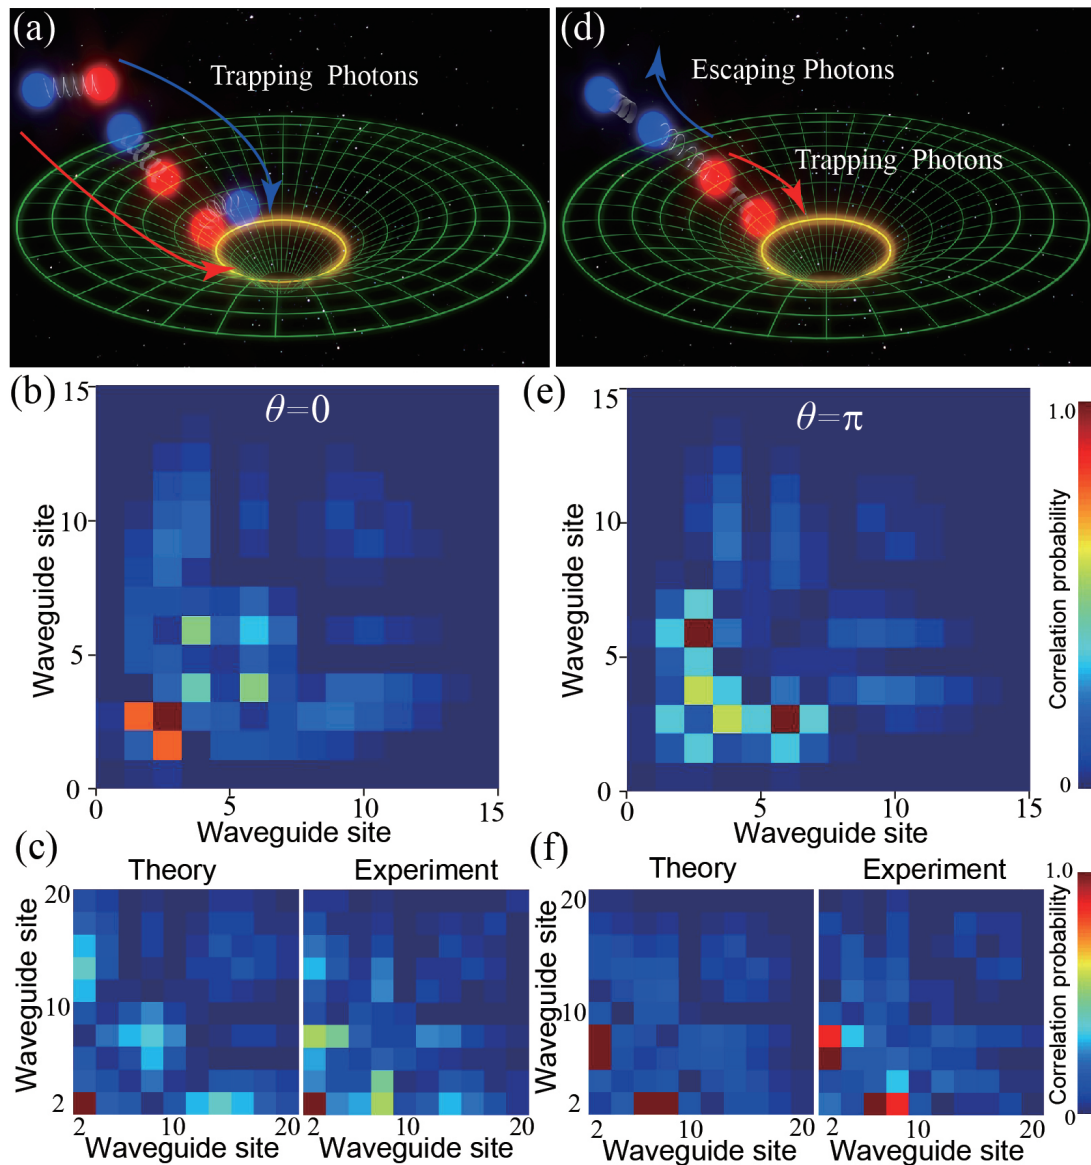 (a)
Trapping Photons
(d)
Escaping Photons
Trapping Photons
(b)
θ=0
15
10
5
0
Waveguide site
0 5 10 15
Waveguide site
(e)
θ=π
15
10
5
0
Waveguide site
0 5 10 15
Waveguide site
1.0
Correlation probability
0
(c)
Theory
Experiment
20
10
2
Waveguide site
2 10 20
Waveguide site
2 10 20
Waveguide site
(f)
Theory
Experiment
20
10
2
Waveguide site
2 10 20
Waveguide site
2 10 20
Waveguide site
1.0
Correlation probability
0